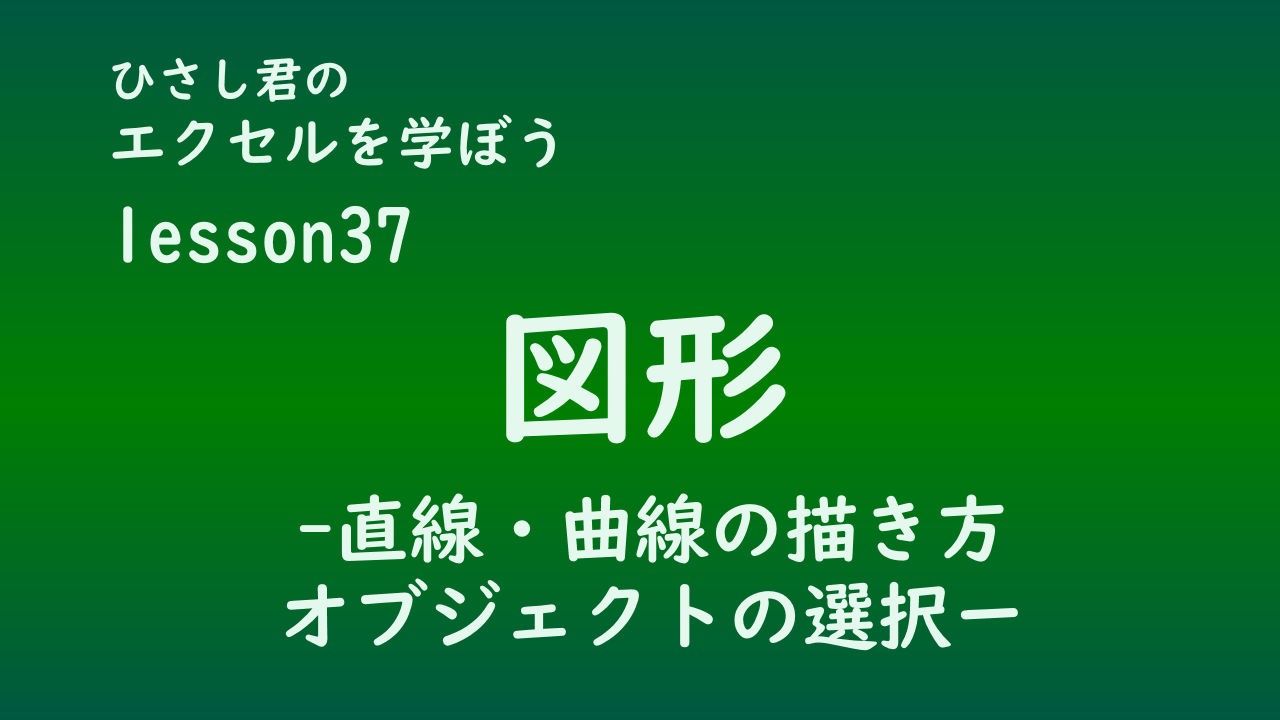 ひさし君の
エクセルを学ぼう
lesson37
図形
-直線・曲線の描き方
オブジェクトの選択ー